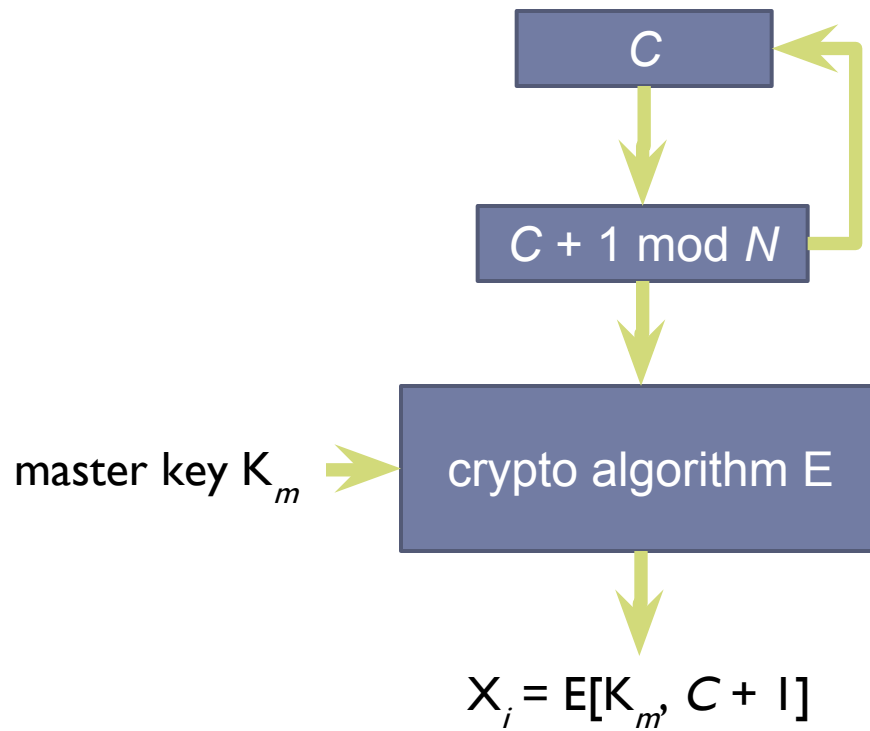 C
C + 1 mod N
master key Kₘ
crypto algorithm E
Xᵢ = E[Kₘ, C + 1]